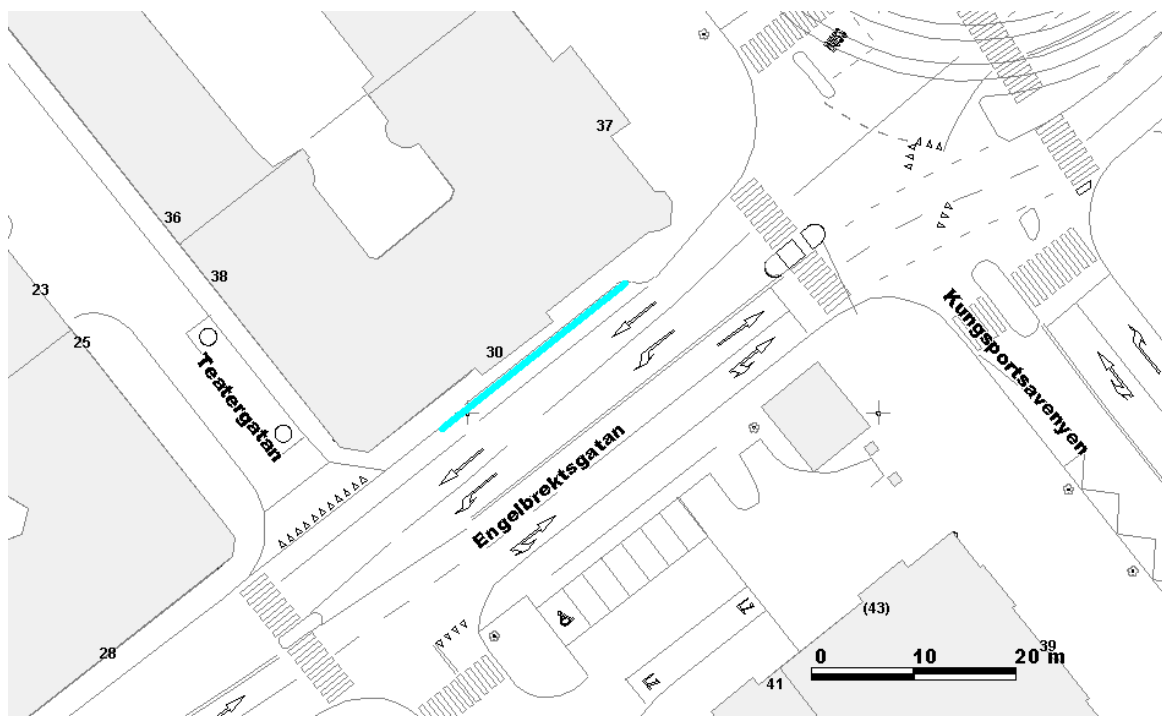 37
36
38
23
25
30
Teatergatan
Kungsportsavenyen
Engelbrektsgatan
(43)
28
39
0 10 20 m
41